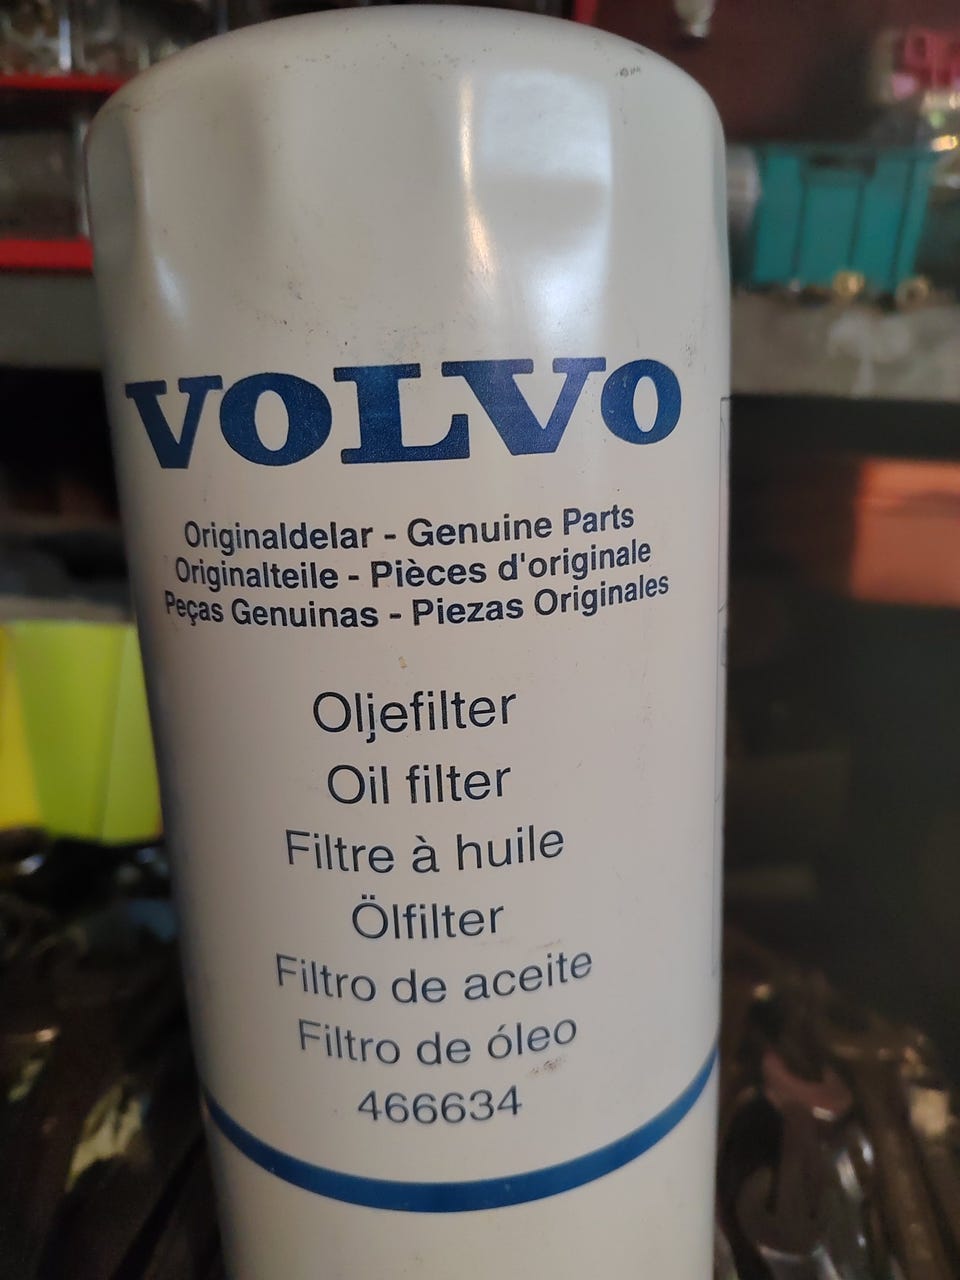 VOLVO
Originaldelar - Genuine Parts
Originalteile - Pièces d'originale
Peças Genuinas - Piezas Originales
Oljefilter
Oil filter
Filtre à huile
Ölfilter
Filtro de aceite
Filtro de óleo
466634